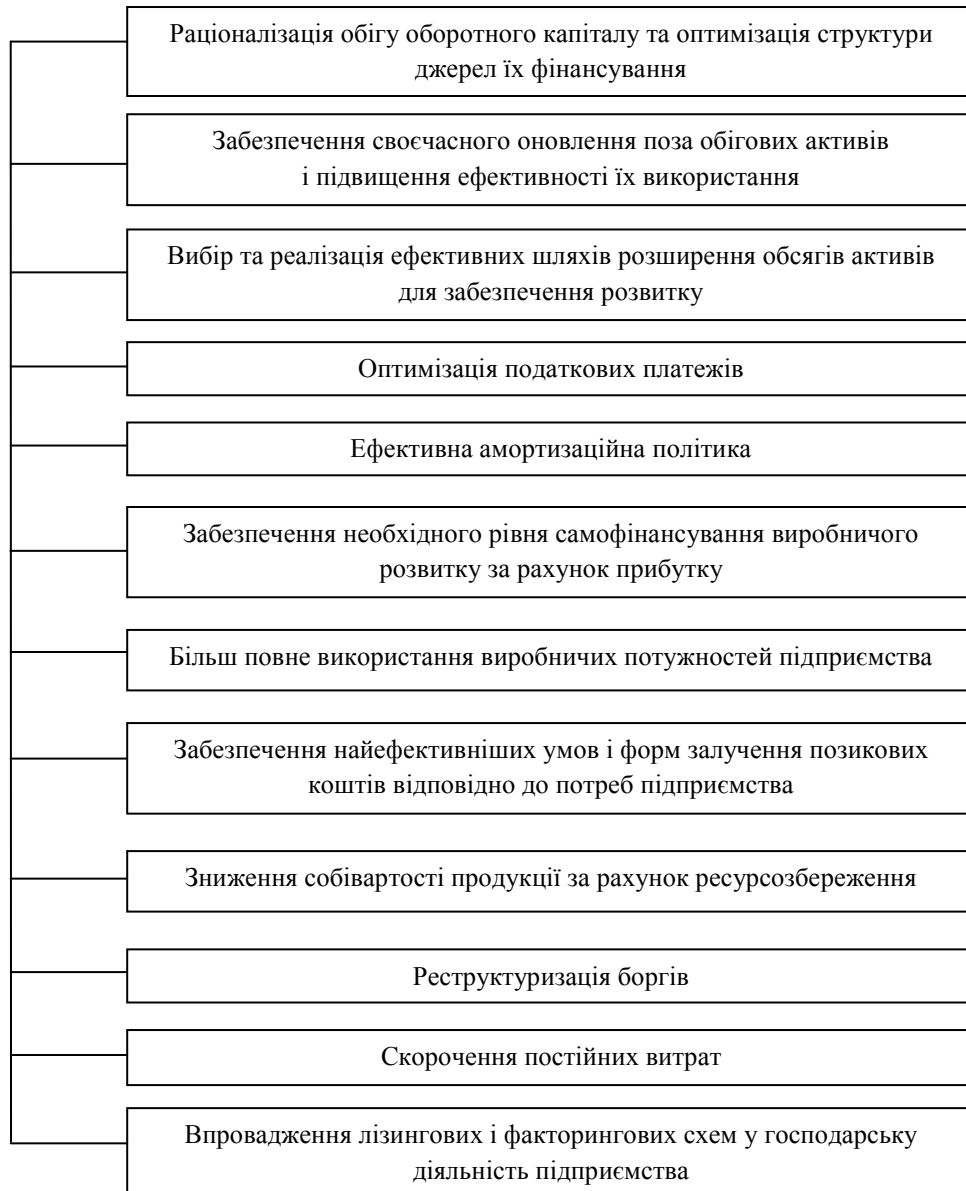 Раціоналізація обігу оборотного капіталу та оптимізація структури
джерел їх фінансування
Забезпечення своєчасного оновлення поза обігових активів
і підвищення ефективності їх використання
Вибір та реалізація ефективних шляхів розширення обсягів активів
для забезпечення розвитку
Оптимізація податкових платежів
Ефективна амортизаційна політика
Забезпечення необхідного рівня самофінансування виробничого
розвитку за рахунок прибутку
Більш повне використання виробничих потужностей підприємства
Забезпечення найефективніших умов і форм залучення позикових
коштів відповідно до потреб підприємства
Зниження собівартості продукції за рахунок ресурсозбереження
Реструктуризація боргів
Скорочення постійних витрат
Впровадження лізингових і факторингових схем у господарську
діяльність підприємства